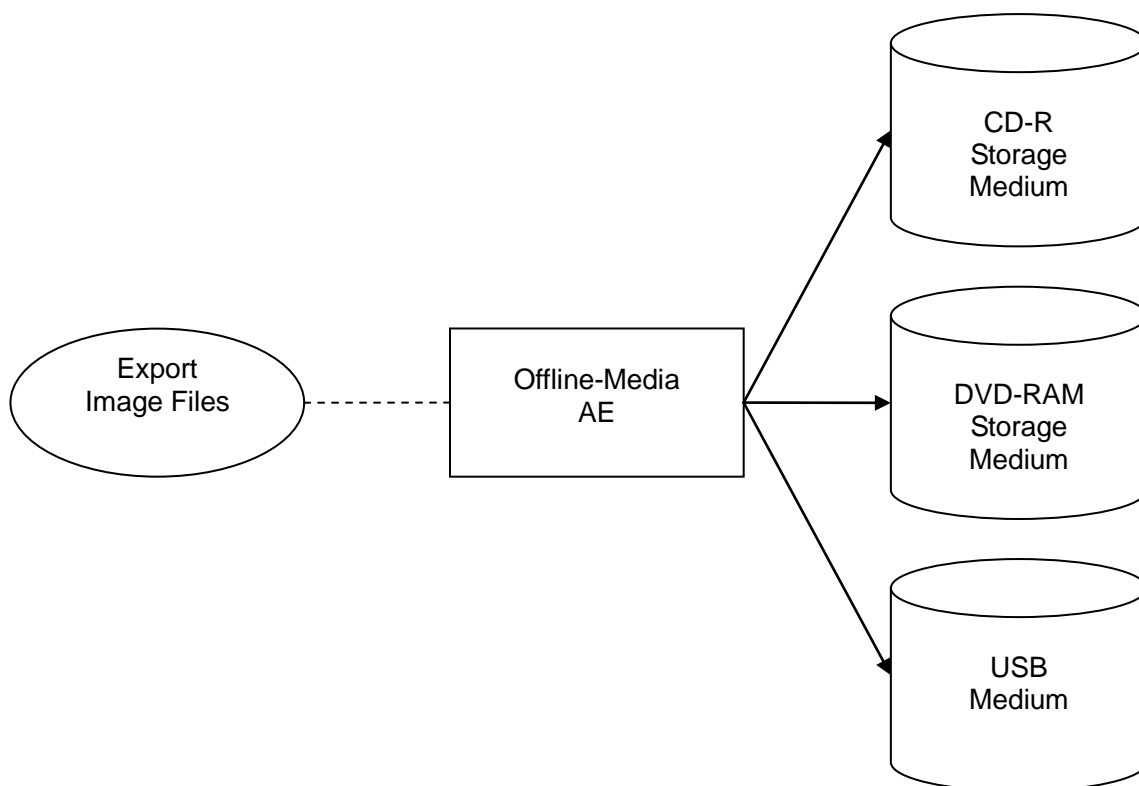 Export
Image Files
Offline-Media
AE
CD-R
Storage
Medium
DVD-RAM
Storage
Medium
USB
Medium